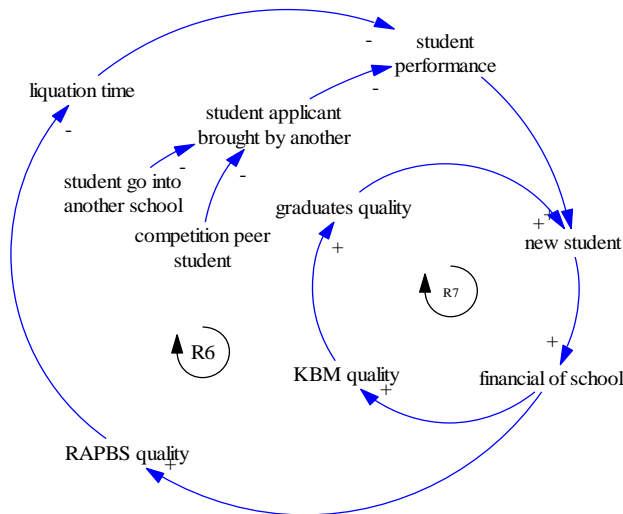 student
performance
-
-
liquation time
-
student applicant
brought by another
-
-
student go into
another school
competition peer
student
graduates quality
+
+
+
new student
R7
R6
+
KBM quality
+
financial of school
RAPBS quality
+